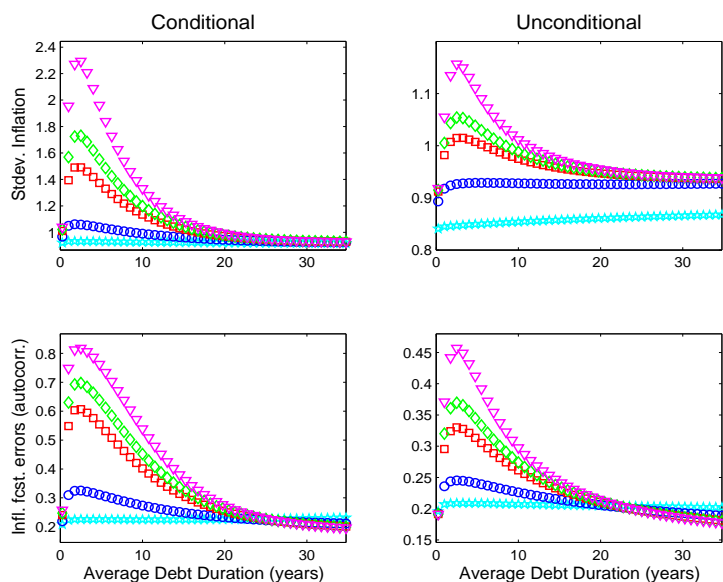 Conditional
Unconditional
Stdev. Inflation
2.4
2.2
2
1.8
1.6
1.4
1.2
1
0 10 20 30
1.1
1
0.9
0.8
0 10 20 30
Infl. fcst. errors (autocorr.)
0.8
0.7
0.6
0.5
0.4
0.3
0.2
0 10 20 30
Average Debt Duration (years)
0.45
0.4
0.35
0.3
0.25
0.2
0.15
0 10 20 30
Average Debt Duration (years)